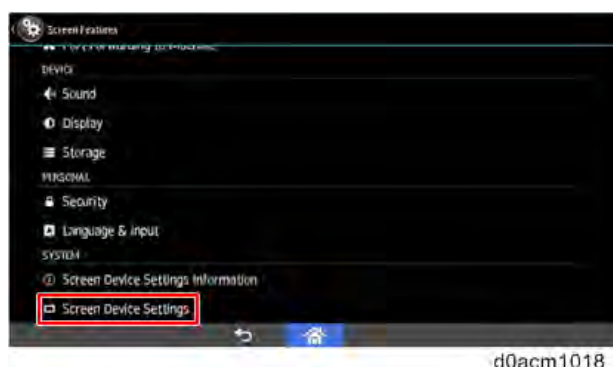 Screen Features
DEVICE
Sound
Display
Storage
PERSONAL
Security
Language & input
SYSTEM
Screen Device Settings Information
Screen Device Settings
d0acm1018